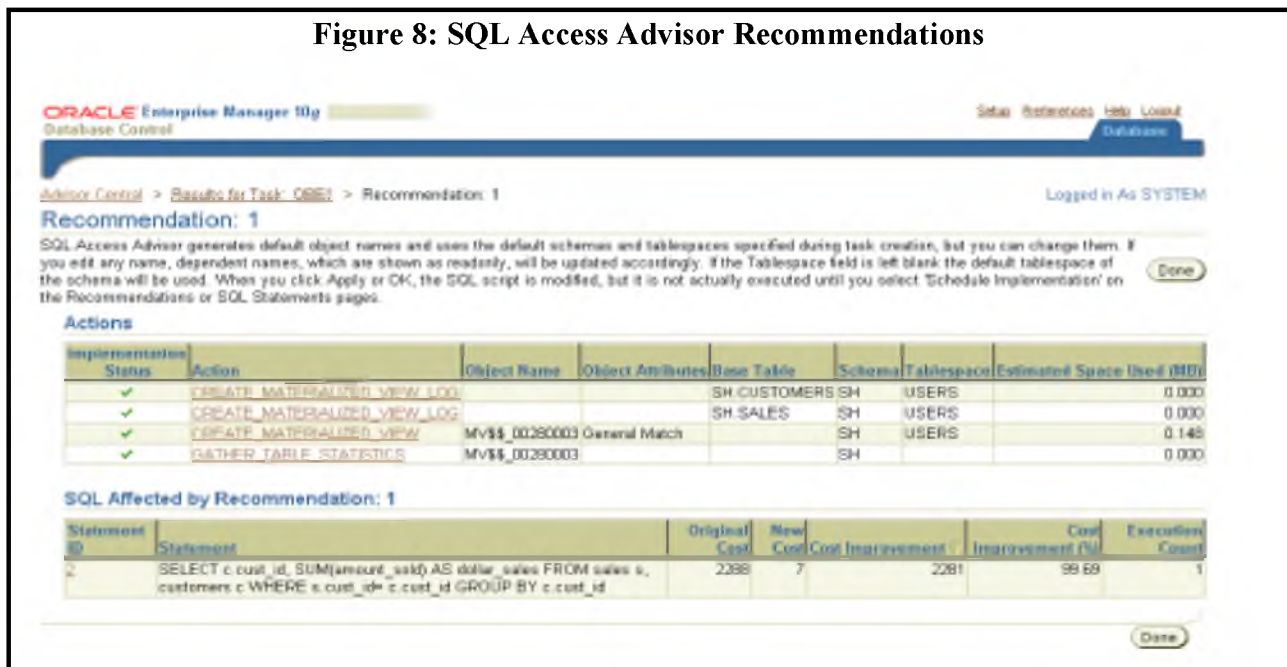 Figure 8: SQL Access Advisor Recommendations
ORACLE Enterprise Manager 10g
Database Control
Setup Preferences Help Logout
Database
Advisor Central > Results for Task: OBE1 > Recommendation: 1
Logged in As SYSTEM
Recommendation: 1
SQL Access Advisor generates default object names and uses the default schemas and tablespaces specified during task creation, but you can change them. If
you edit any name, dependent names, which are shown as readonly, will be updated accordingly. If the Tablespace field is left blank the default tablespace of
the schema will be used. When you click Apply or OK, the SQL script is modified, but it is not actually executed until you select 'Schedule Implementation' on
the Recommendations or SQL Statements pages.
Done
Actions
Implementation Status Action Object Name Object Attributes Base Table Schema Tablespace Estimated Space Used (MB)
CREATE_MATERIALIZED_VIEW_LOG SH.CUSTOMERS SH USERS 0.000
CREATE_MATERIALIZED_VIEW_LOG SH.SALES SH USERS 0.000
CREATE_MATERIALIZED_VIEW MV$$_00280003 General Match SH USERS 0.148
GATHER_TABLE_STATISTICS MV$$_00280003 SH 0.000
SQL Affected by Recommendation: 1
Statement ID Statement Original Cost New Cost Cost Improvement Cost Improvement (%) Execution Count
2 SELECT c.cust_id, SUM(amount_sold) AS dollar_sales FROM sales s, 2288 7 2281 99.69 1
customers c WHERE s.cust_id= c.cust_id GROUP BY c.cust_id
Done